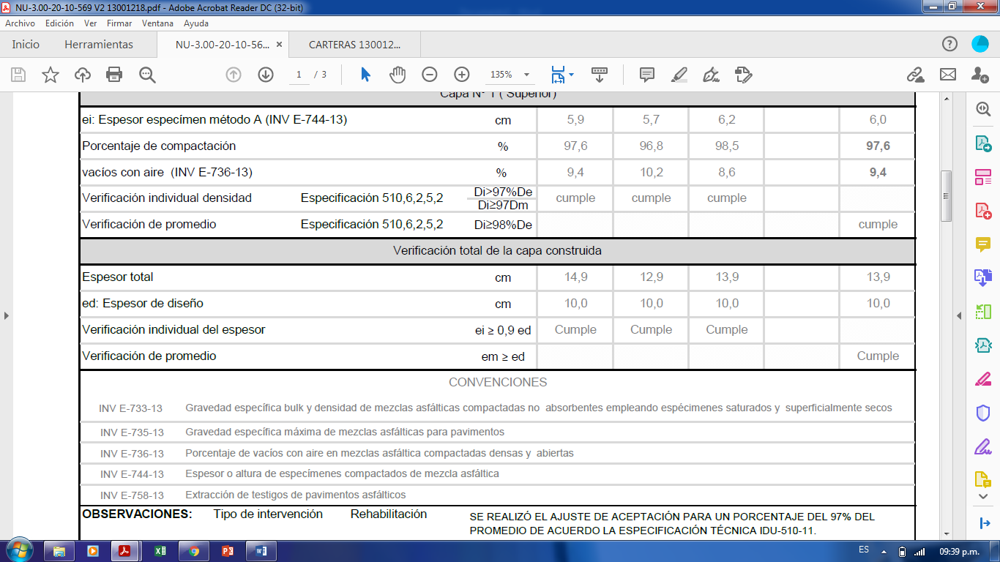 NU-3.00-20-10-569 V2 13001218.pdf - Adobe Acrobat Reader DC (32-bit)
Archivo Edición Ver Firmar Ventana Ayuda
Inicio Herramientas NU-3.00-20-10-56... × CARTERAS 130012...
1 / 3 135%
Capa N° 1 ( Superior)
ei: Espesor específmen método A (INV E-744-13) cm 5,9 5,7 6,2 6,0
Porcentaje de compactación % 97,6 96,8 98,5 97,6
vacíos con aire (INV E-736-13) % 9,4 10,2 8,6 9,4
Verificación individual densidad Especificación 510,6,2,5,2 Di>97%De Di≥97Dm cumple cumple cumple
Verificación de promedio Especificación 510,6,2,5,2 Di≥98%De cumple
Verificación total de la capa construida
Espesor total cm 14,9 12,9 13,9 13,9
ed: Espesor de diseño cm 10,0 10,0 10,0 10,0
Verificación individual del espesor ei ≥ 0,9 ed Cumple Cumple Cumple
Verificación de promedio em ≥ ed Cumple
CONVENCIONES
INV E-733-13 Gravedad específica bulk y densidad de mezclas asfálticas compactadas no absorbentes empleando espécimenes saturados y superficialmente secos
INV E-735-13 Gravedad específica máxima de mezclas asfálticas para pavimentos
INV E-736-13 Porcentaje de vacíos con aire en mezclas asfáltica compactadas densas y abiertas
INV E-744-13 Espesor o altura de especímenes compactados de mezcla asfáltica
INV E-758-13 Extracción de testigos de pavimentos asfálticos
OBSERVACIONES: Tipo de intervención Rehabilitación SE REALIZÓ EL AJUSTE DE ACEPTACIÓN PARA UN PORCENTAJE DEL 97% DEL
PROMEDIO DE ACUERDO LA ESPECIFICACIÓN TÉCNICA IDU-510-11.
ES 09:39 p.m.